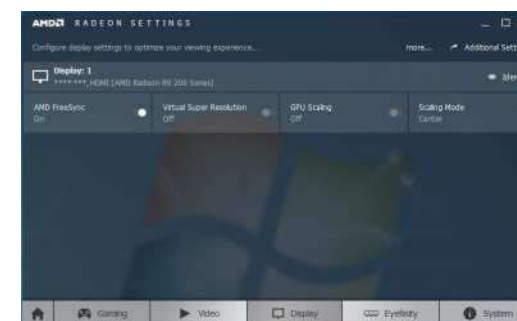 AMD RADEON SETTINGS
Configure display settings to optimize your viewing experience... more... Additional Sett
Display: 1
**** ***, HDMI [AMD Radeon R9 200 Series]
AMD FreeSync
On
Virtual Super Resolution
Off
GPU Scaling
Off
Scaling Mode
Center
Gaming Video Display Eyefinity System